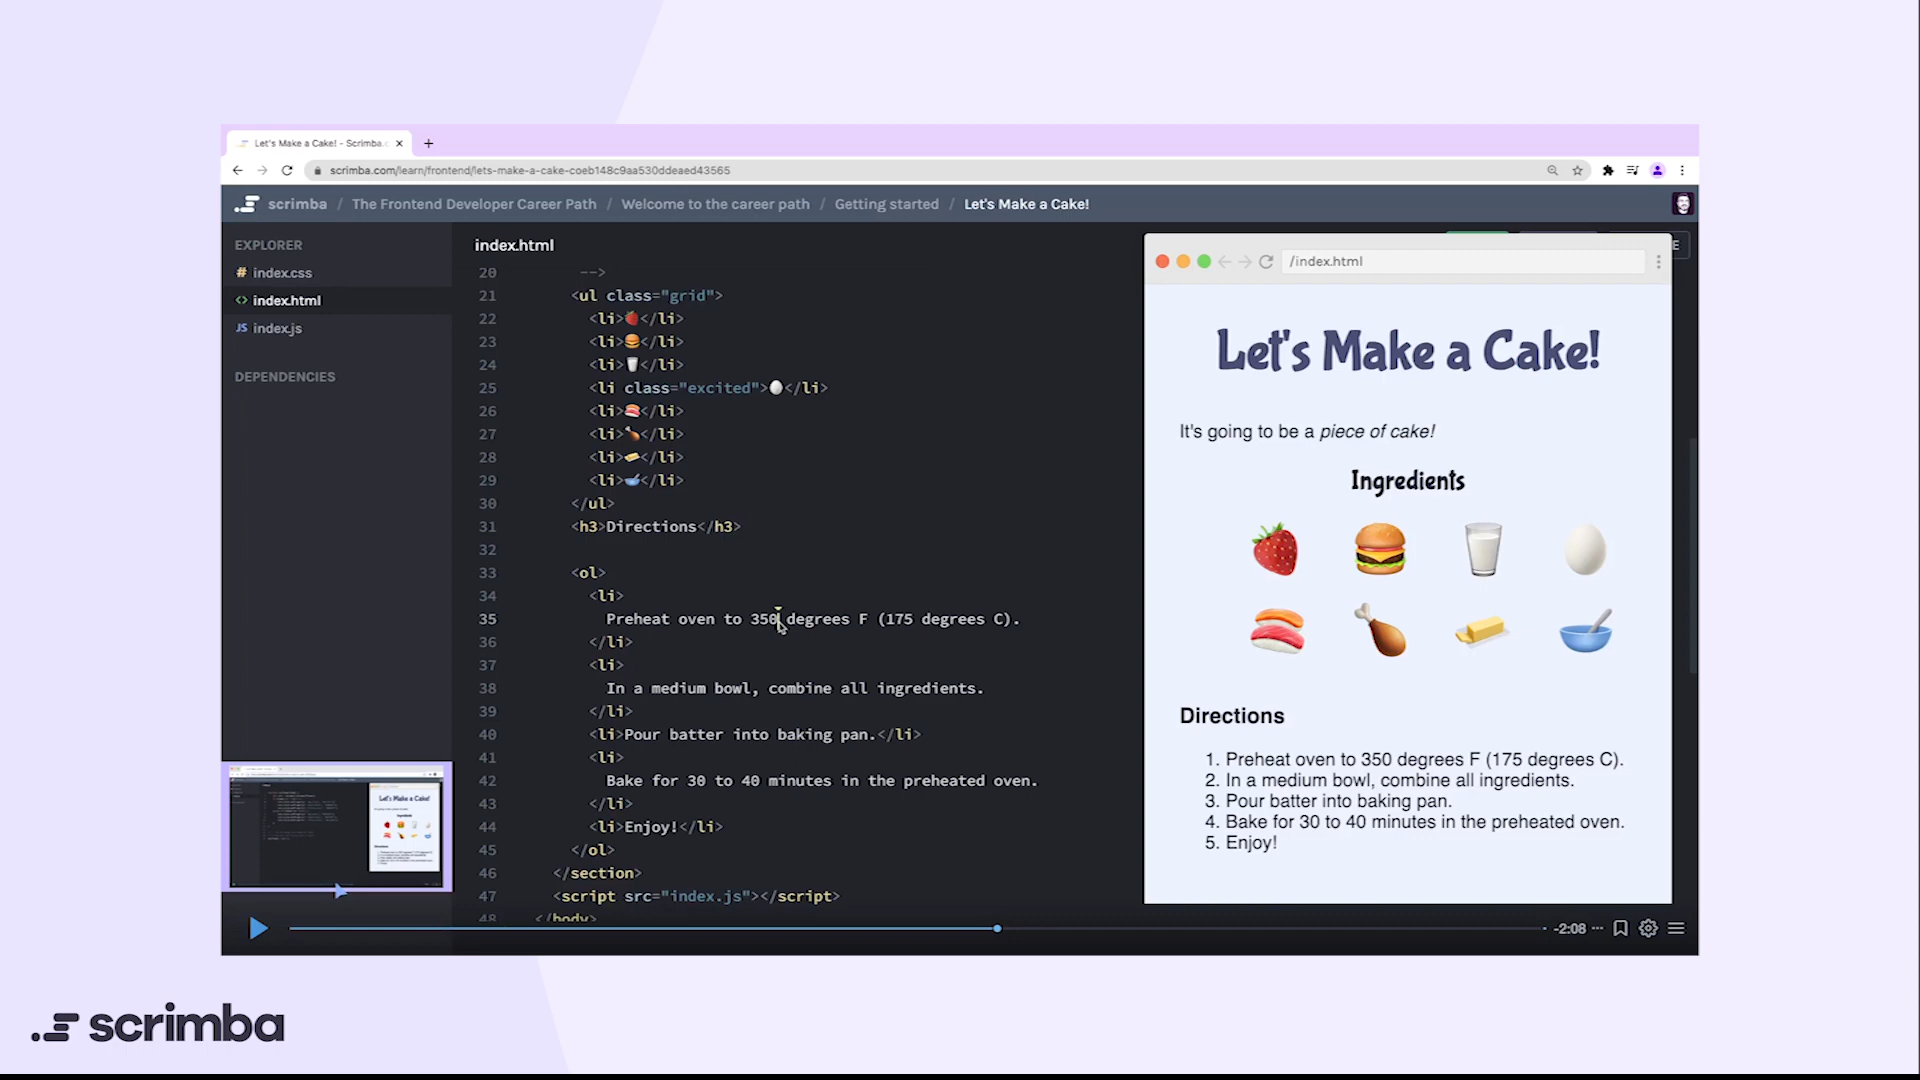 Let's Make a Cake! - Scrimba.c
scrimba.com/learn/frontend/lets-make-a-cake-coeb148c9aa530ddeaed43565
scrimba / The Frontend Developer Career Path / Welcome to the career path / Getting started / Let's Make a Cake!
EXPLORER
# index.css
<> index.html
JS index.js
DEPENDENCIES
index.html
20 -->
21 <ul class="grid">
22 <li>🍓</li>
23 <li>🍔</li>
24 <li>🥛</li>
25 <li class="excited">🥚</li>
26 <li>🍣</li>
27 <li>🍗</li>
28 <li>🧈</li>
29 <li>🥣</li>
30 </ul>
31 <h3>Directions</h3>
32
33 <ol>
34 <li>
35 Preheat oven to 350 degrees F (175 degrees C).
36 </li>
37 <li>
38 In a medium bowl, combine all ingredients.
39 </li>
40 <li>Pour batter into baking pan.</li>
41 <li>
42 Bake for 30 to 40 minutes in the preheated oven.
43 </li>
44 <li>Enjoy!</li>
45 </ol>
46 </section>
47 <script src="index.js"></script>
48 </body>
E
/index.html
Let's Make a Cake!
It's going to be a piece of cake!
Ingredients
Directions
1. Preheat oven to 350 degrees F (175 degrees C).
2. In a medium bowl, combine all ingredients.
3. Pour batter into baking pan.
4. Bake for 30 to 40 minutes in the preheated oven.
5. Enjoy!
Let's Make a Cake!
-2:08
scrimba